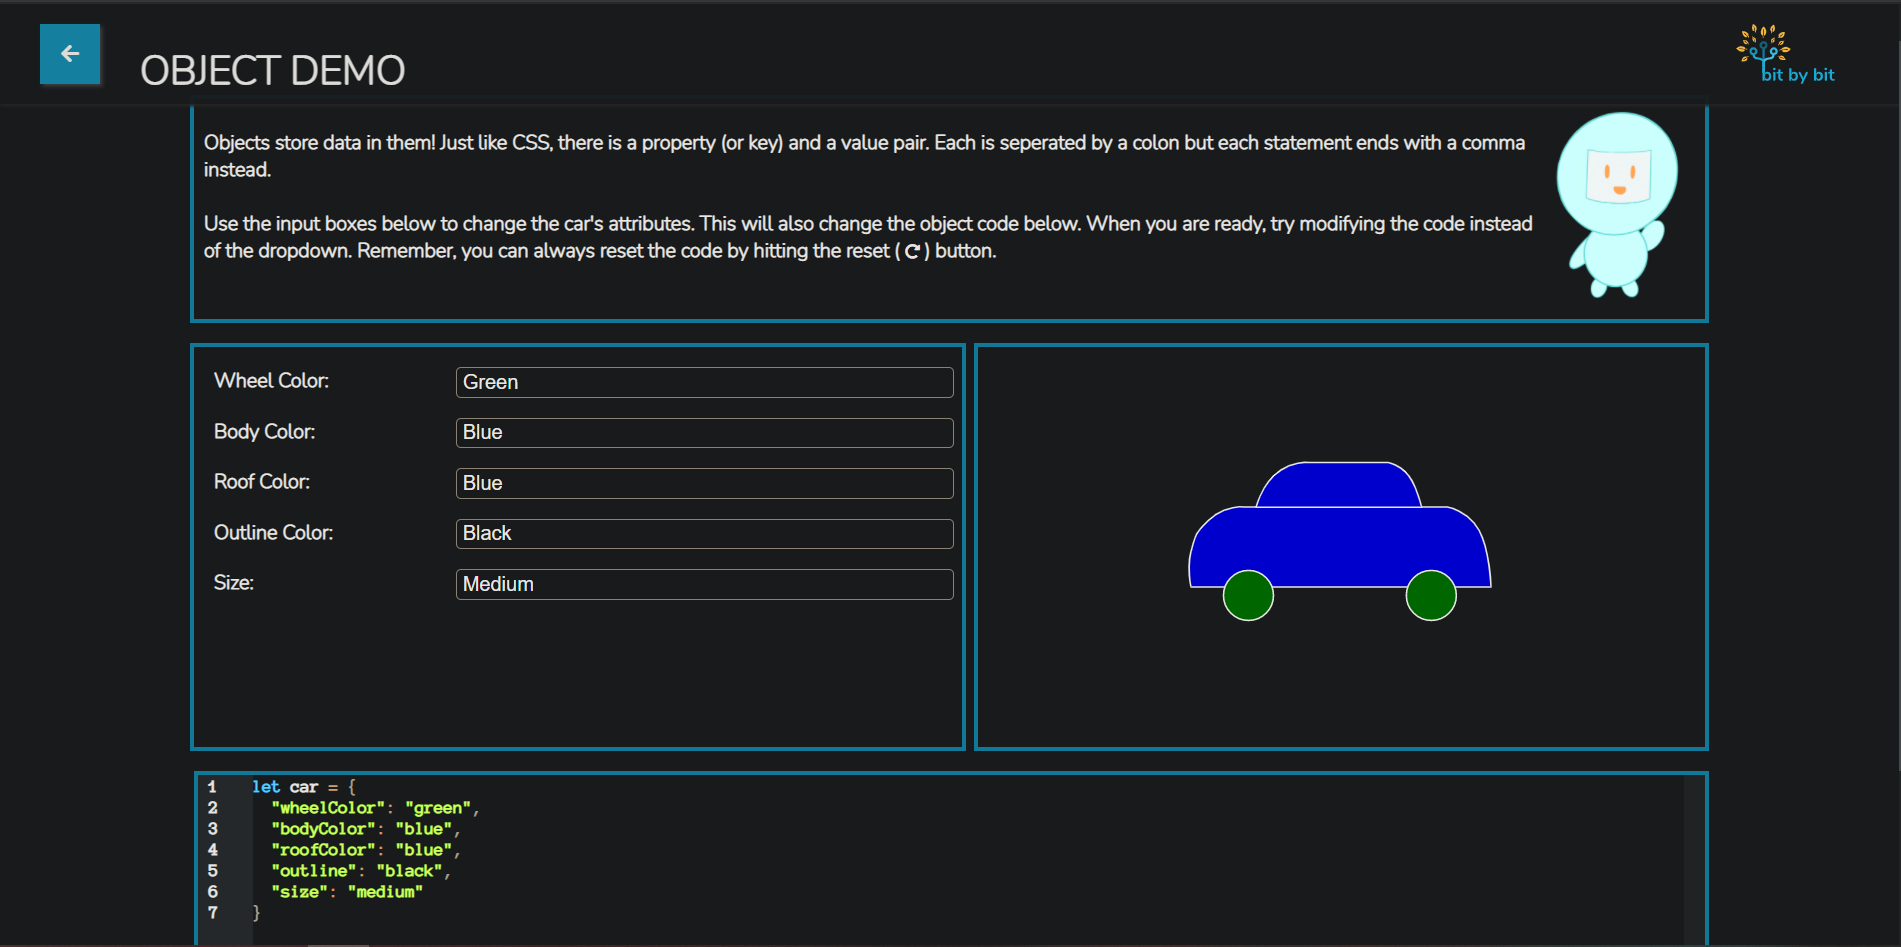 OBJECT DEMO
bit by bit
Objects store data in them! Just like CSS, there is a property (or key) and a value pair. Each is seperated by a colon but each statement ends with a comma
instead.
Use the input boxes below to change the car's attributes. This will also change the object code below. When you are ready, try modifying the code instead
of the dropdown. Remember, you can always reset the code by hitting the reset ( ) button.
Wheel Color: Green
Body Color: Blue
Roof Color: Blue
Outline Color: Black
Size: Medium
1 let car = {
2 "wheelColor": "green",
3 "bodyColor": "blue",
4 "roofColor": "blue",
5 "outline": "black",
6 "size": "medium"
7 }